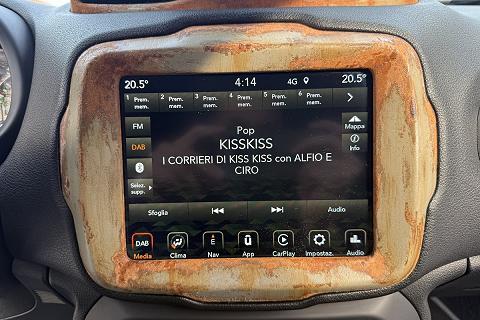 20.5° 4:14 4G 20.5°
1 Prem. mem. 2 Prem. mem. 3 Prem. mem. 4 Prem. mem. 5 Prem. mem. 6 Prem. mem.
FM
DAB
Selez. supp.
Pop
KISSKISS
I CORRIERI DI KISS KISS con ALFIO E
CIRO
Mappa
Info
Sfoglia Audio
DAB
Media Clima Nav App CarPlay Impostaz. Audio